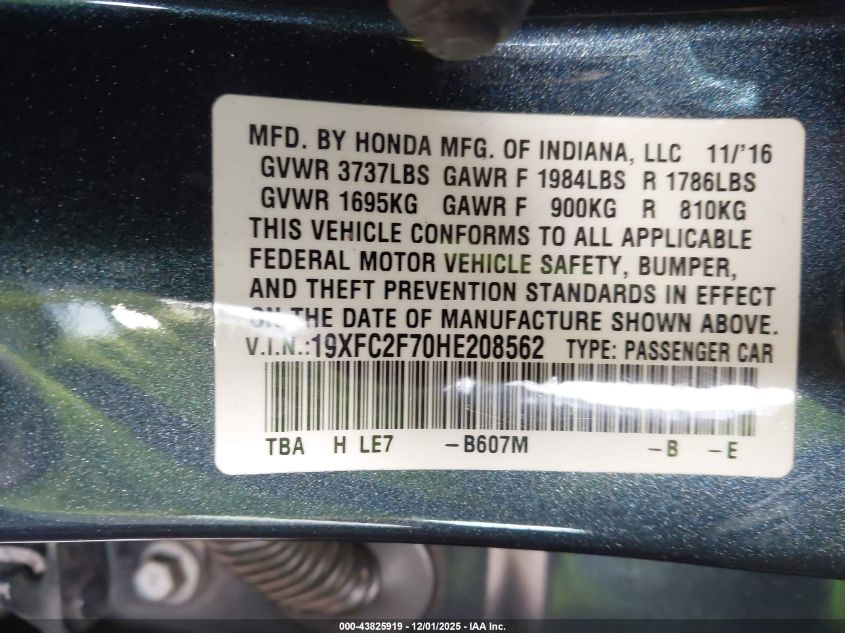 MFD. BY HONDA MFG. OF INDIANA, LLC 11/'16
GVWR 3737LBS GAWR F 1984LBS R 1786LBS
GVWR 1695KG GAWR F 900KG R 810KG
THIS VEHICLE CONFORMS TO ALL APPLICABLE
FEDERAL MOTOR VEHICLE SAFETY, BUMPER,
AND THEFT PREVENTION STANDARDS IN EFFECT
ON THE DATE OF MANUFACTURE SHOWN ABOVE.
V.I.N.:19XFC2F70HE208562 TYPE: PASSENGER CAR
TBA H LE7 -B607M -B -E
000-43825919 - 12/01/2025 - IAA Inc.